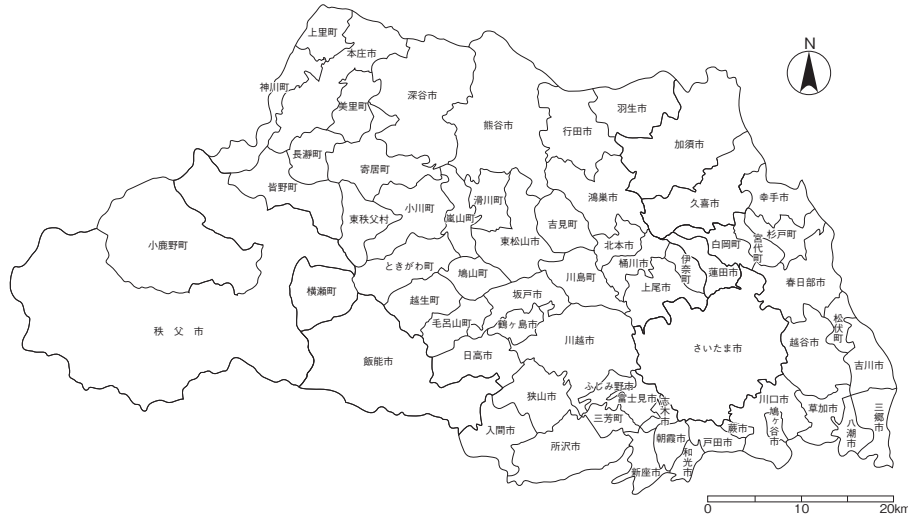 上里町
本庄市
神川町
美里町
深谷市
熊谷市
行田市
羽生市
加須市
長瀞町
寄居町
皆野町
小鹿野町
東秩父村
小川町
嵐山町
滑川町
東松山市
吉見町
鴻巣市
久喜市
幸手市
北本市
白岡町
宮代町
杉戸町
ときがわ町
鳩山町
川島町
桶川市
伊奈町
蓮田市
上尾市
春日部市
横瀬町
越生町
坂戸市
毛呂山町
鶴ヶ島市
秩父市
飯能市
日高市
川越市
さいたま市
越谷市
松伏町
吉川市
狭山市
ふじみ野市
富士見市
三芳町
志木市
川口市
鳩ヶ谷市
草加市
八潮市
三郷市
入間市
所沢市
朝霞市
新座市
和光市
戸田市
蕨市
N
0 10 20km